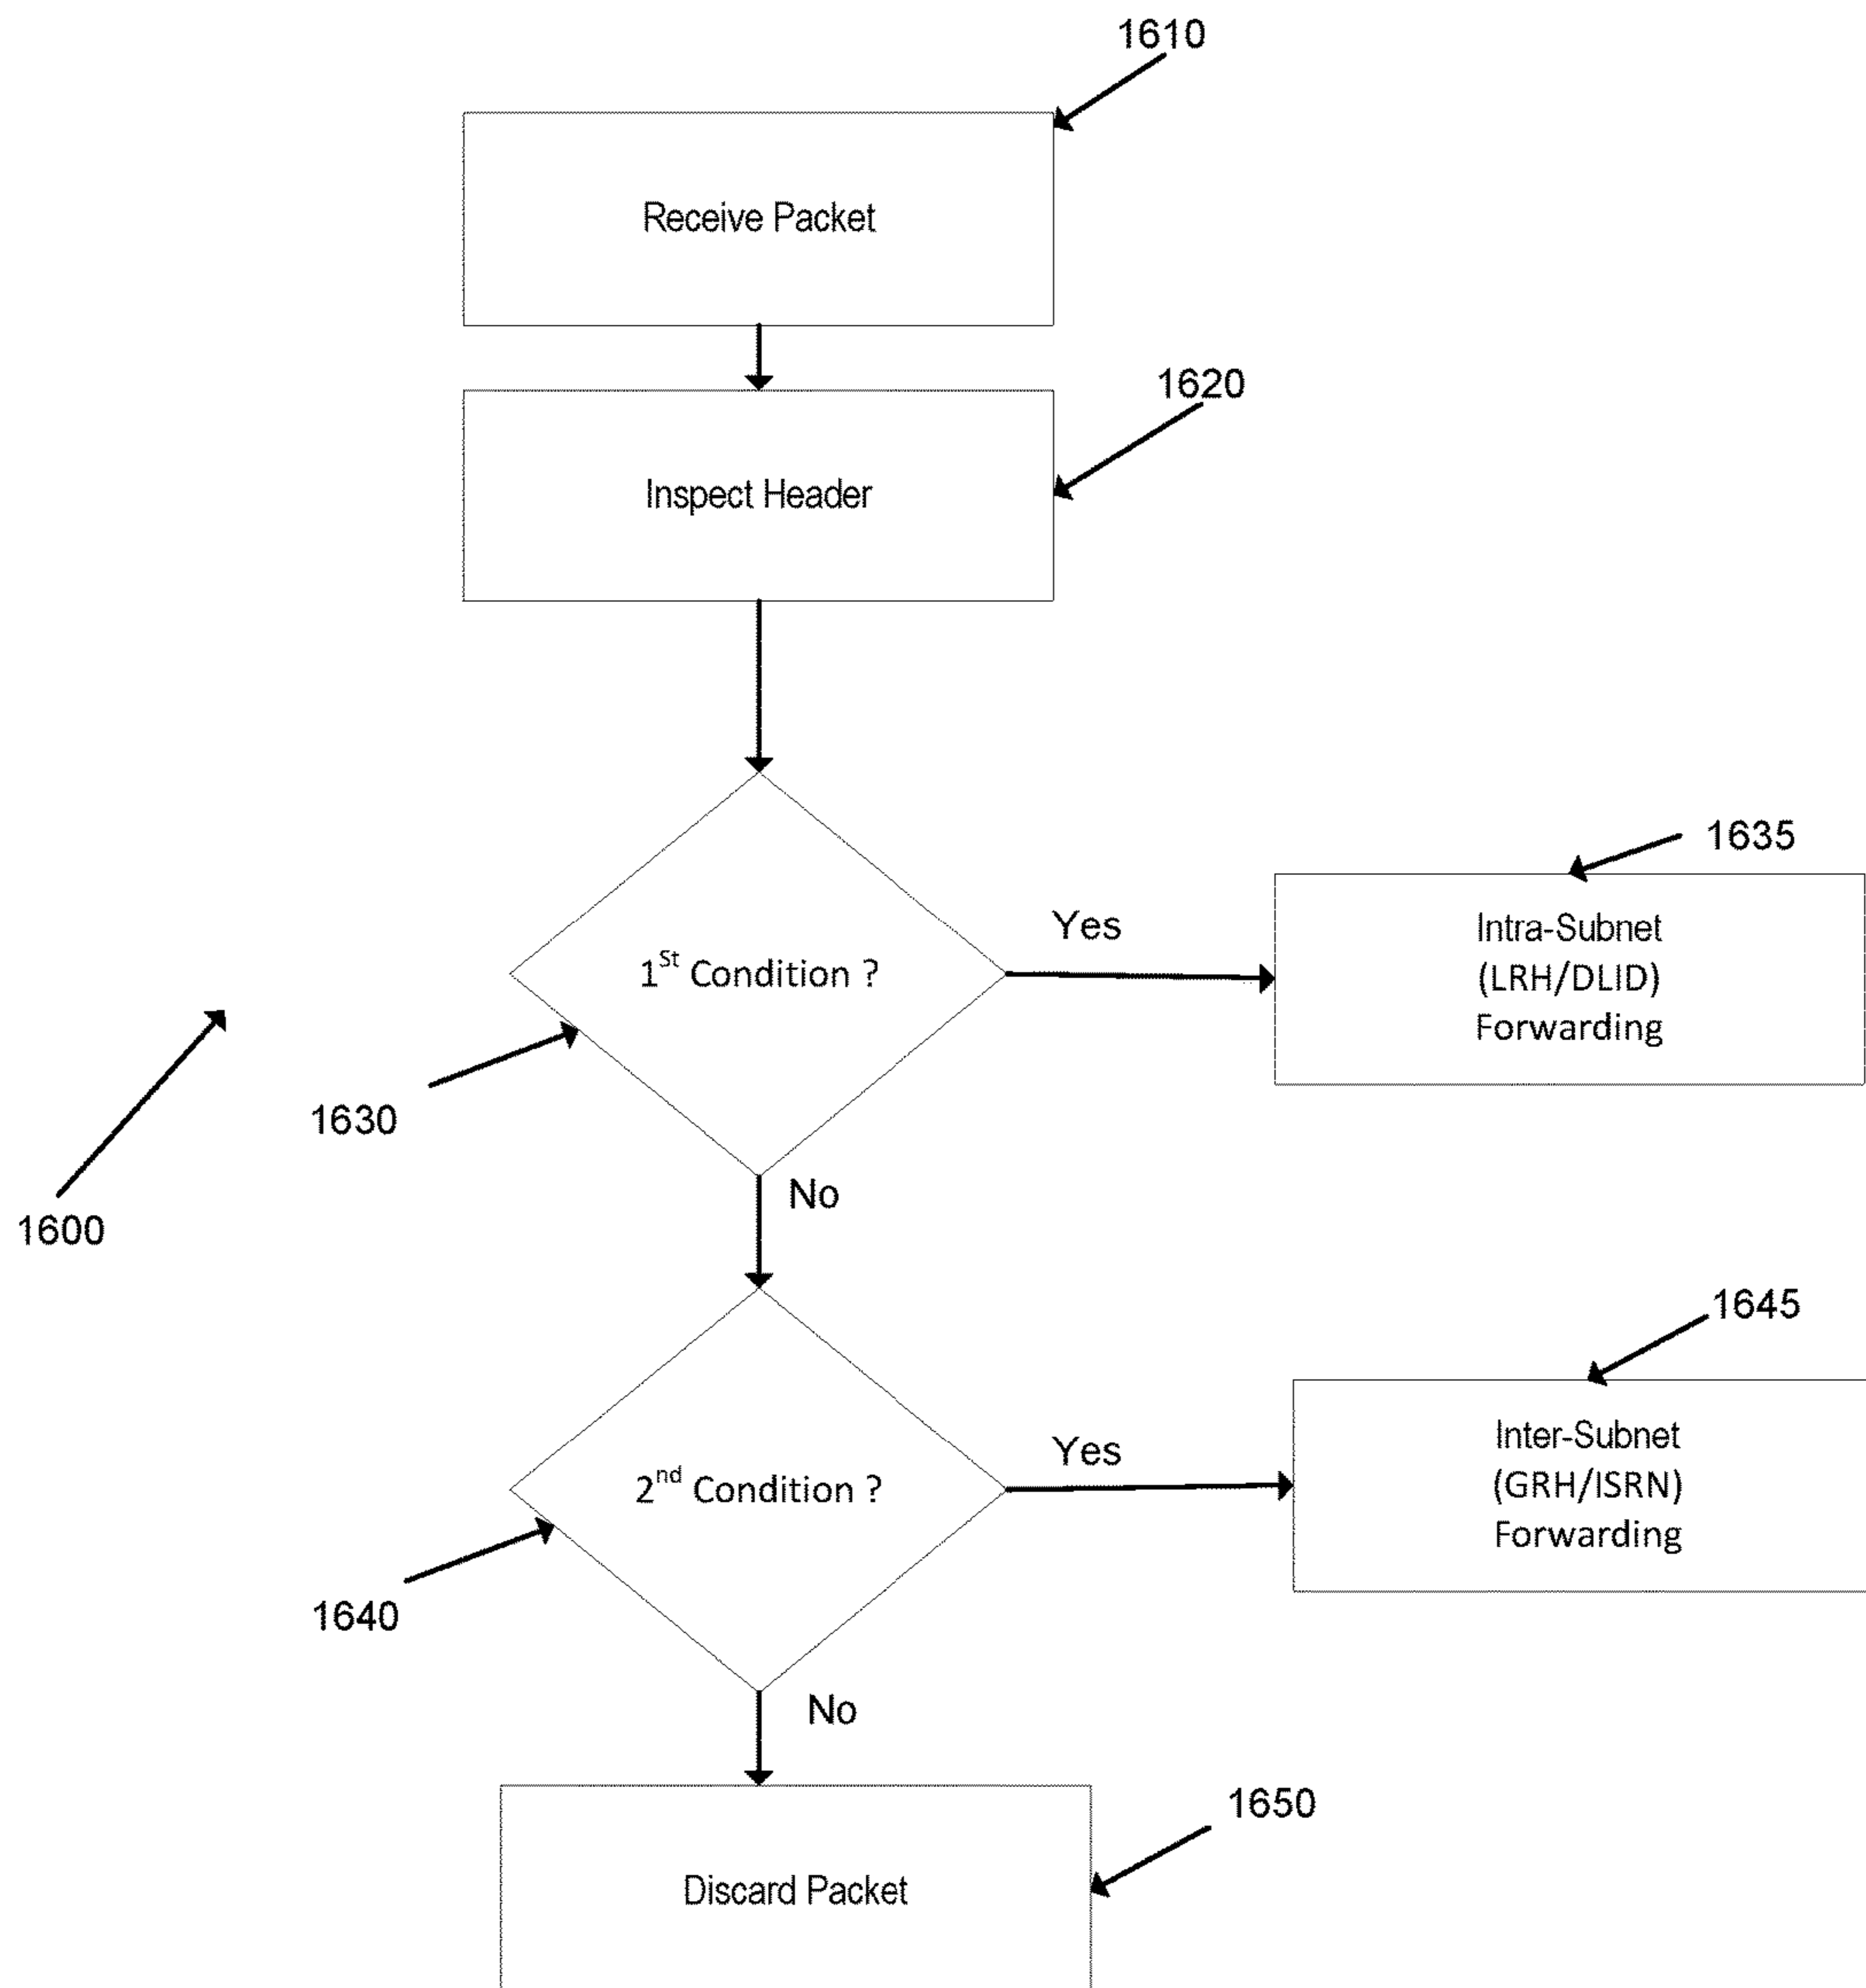 1610
Receive Packet
1620
Inspect Header
1635
Yes
Intra-Subnet
(LRH/DLID)
Forwarding
1St Condition ?
1630
No
1600
1645
Yes
Inter-Subnet
(GRH/ISRN)
Forwarding
2nd Condition ?
1640
No
1650
Discard Packet